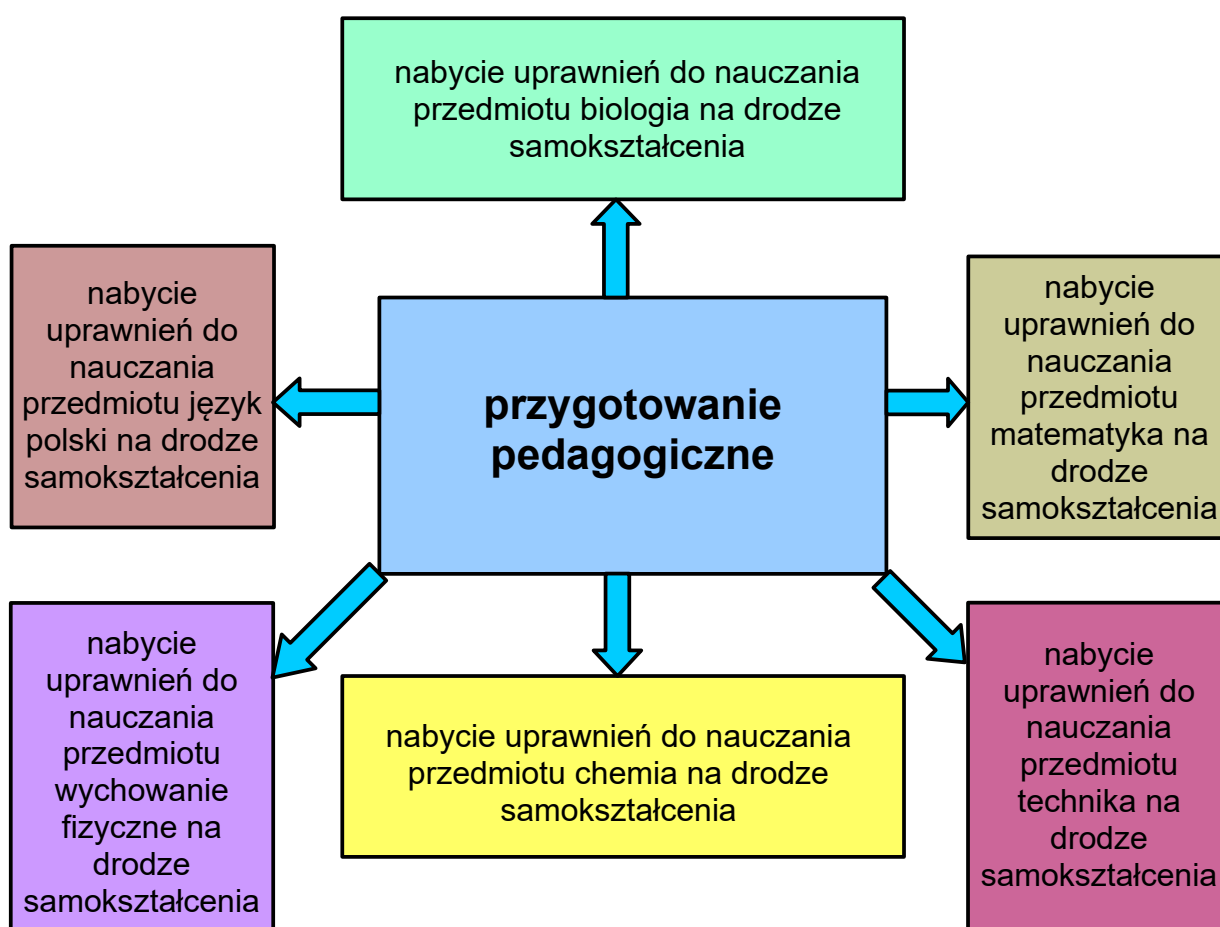 nabycie uprawnień do nauczania
przedmiotu biologia na drodze
samokształcenia
nabycie
uprawnień do
nauczania
przedmiotu język
polski na drodze
samokształcenia
przygotowanie
pedagogiczne
nabycie
uprawnień do
nauczania
przedmiotu
matematyka na
drodze
samokształcenia
nabycie
uprawnień do
nauczania
przedmiotu
wychowanie
fizyczne na
drodze
samokształcenia
nabycie uprawnień do nauczania
przedmiotu chemia na drodze
samokształcenia
nabycie
uprawnień do
nauczania
przedmiotu
technika na
drodze
samokształcenia